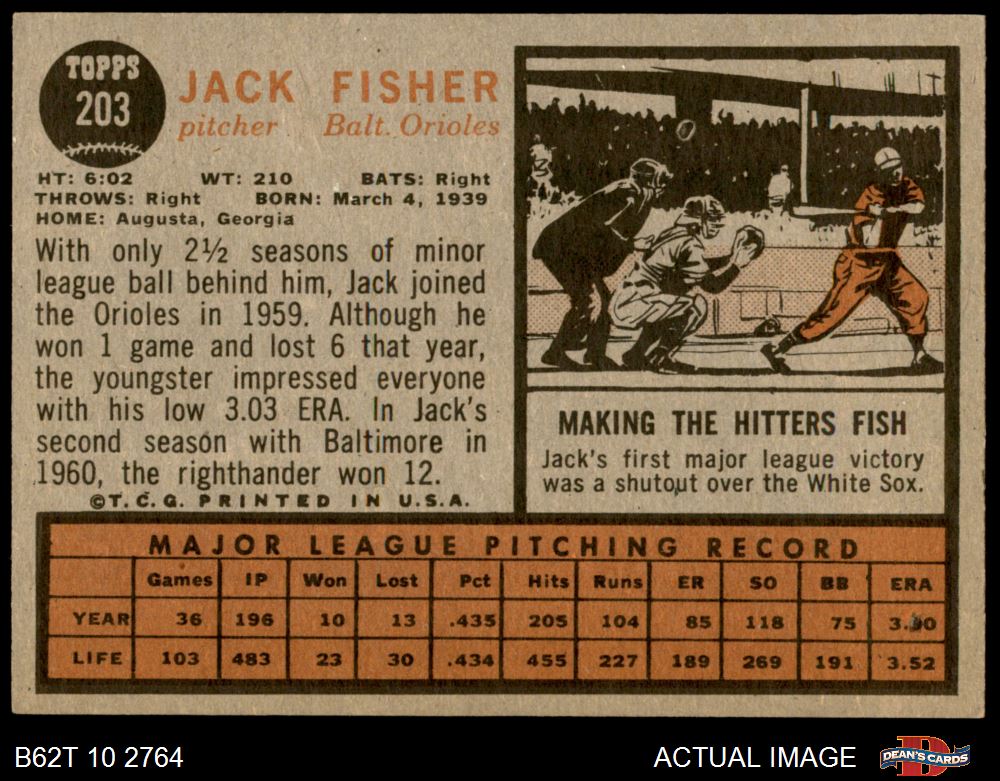 TOPPS
203
JACK FISHER
pitcher Balt. Orioles
HT: 6:02 WT: 210 BATS: Right
THROWS: Right BORN: March 4, 1939
HOME: Augusta, Georgia
With only 2½ seasons of minor
league ball behind him, Jack joined
the Orioles in 1959. Although he
won 1 game and lost 6 that year,
the youngster impressed everyone
with his low 3.03 ERA. In Jack's
second season with Baltimore in
1960, the righthander won 12.
©T.C.G. PRINTED IN U.S.A.
MAKING THE HITTERS FISH
Jack's first major league victory
was a shutout over the White Sox.
MAJOR LEAGUE PITCHING RECORD
Games IP Won Lost Pct Hits Runs ER SO BB ERA
YEAR 36 196 10 13 .435 205 104 85 118 75
LIFE 103 483 23 30 .434 455 227 189 269 191 3.52
B62T 10 2764 ACTUAL IMAGE
DEAN'S CARDS